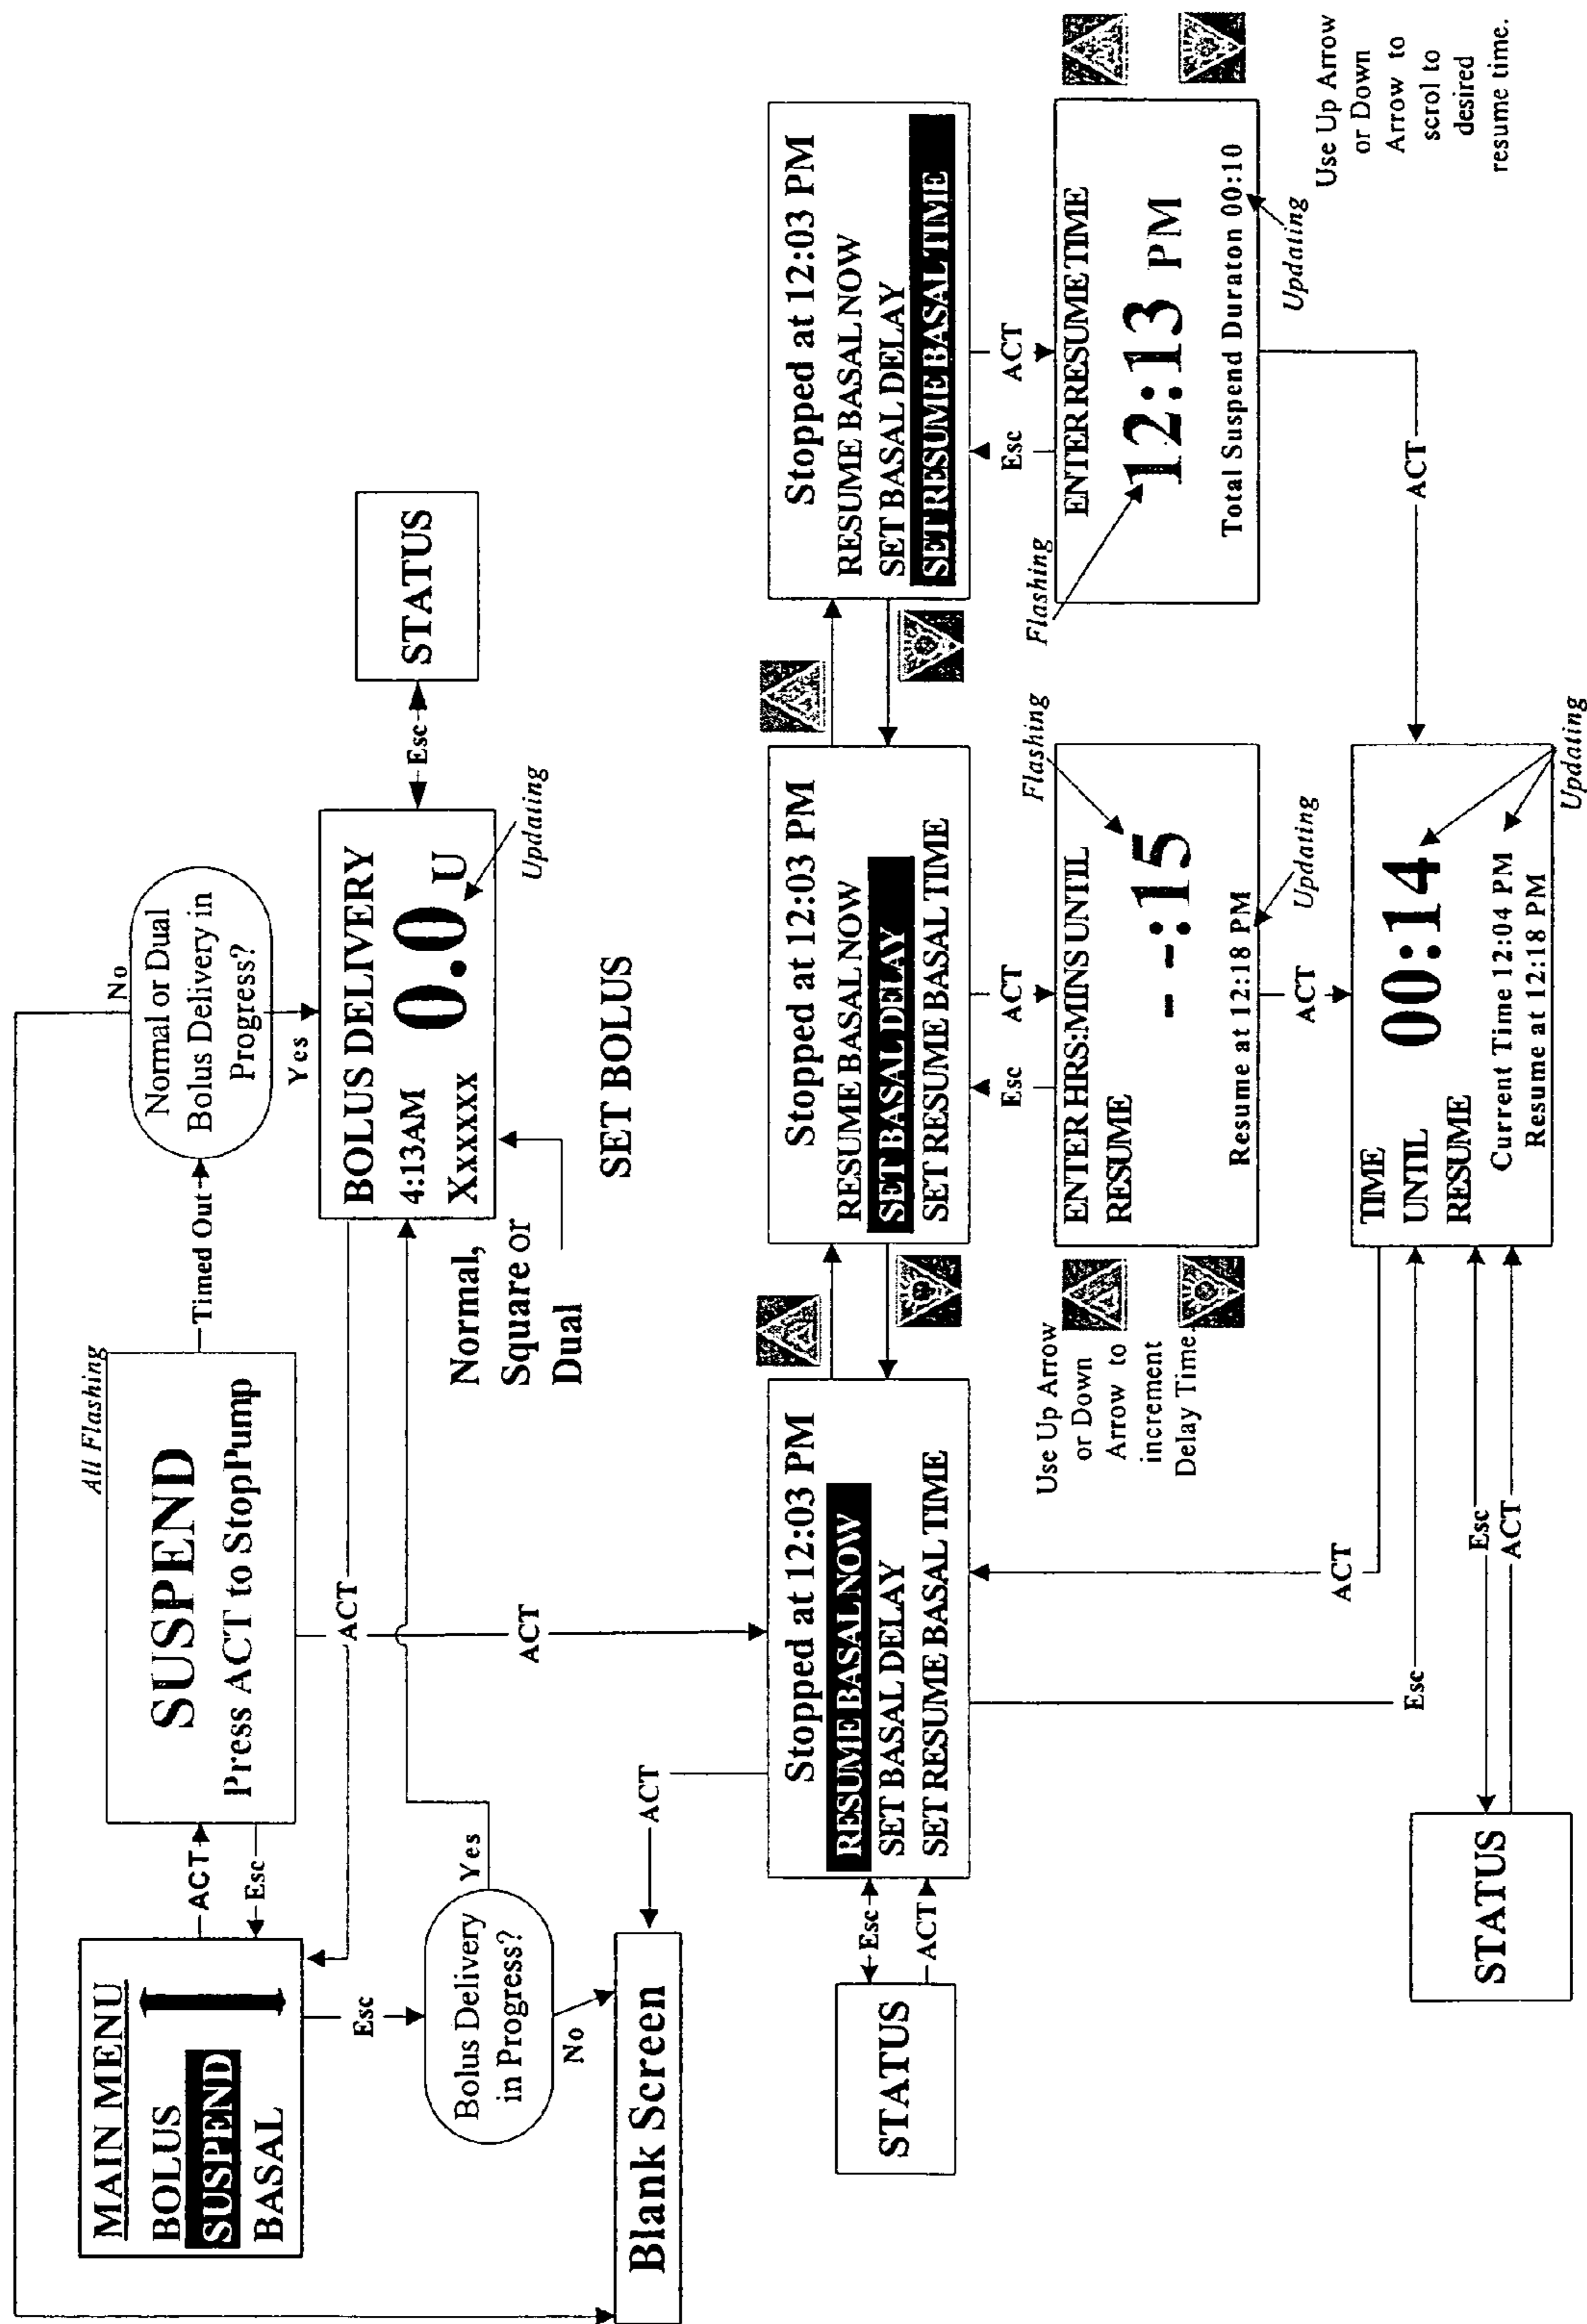 MAIN MENU
BOLUS
SUSPEND
BASAL
ACT
Esc
All Flashing
SUSPEND
Press ACT to StopPump
Timed Out
No
Normal or Dual
Bolus Delivery in
Progress?
Yes
Esc
Bolus Delivery
in Progress?
Yes
No
Blank Screen
ACT
ACT
BOLUS DELIVERY
4:13AM
0.0 U
Xxxxxx
Updating
Esc
STATUS
Normal,
Square or
Dual
SET BOLUS
ACT
STATUS
Esc
ACT
Stopped at 12:03 PM
RESUME BASAL NOW
SET BASAL DELAY
SET RESUME BASAL TIME
Stopped at 12:03 PM
RESUME BASAL NOW
SET BASAL DELAY
SET RESUME BASAL TIME
Stopped at 12:03 PM
RESUME BASAL NOW
SET BASAL DELAY
SET RESUME BASAL TIME
Esc
ACT
Esc
ACT
Use Up Arrow
or Down
Arrow to
increment
Delay Time.
ENTER HRS:MINS UNTIL
RESUME
- -:15
Resume at 12:18 PM
Flashing
Updating
Flashing
ENTER RESUME TIME
12:13 PM
Total Suspend Duraton 00:10
Updating
Use Up Arrow
or Down
Arrow to
scrol to
desired
resume time.
ACT
ACT
ACT
Esc
TIME
UNTIL
RESUME
00:14
Current Time 12:04 PM
Resume at 12:18 PM
Updating
STATUS
Esc
ACT